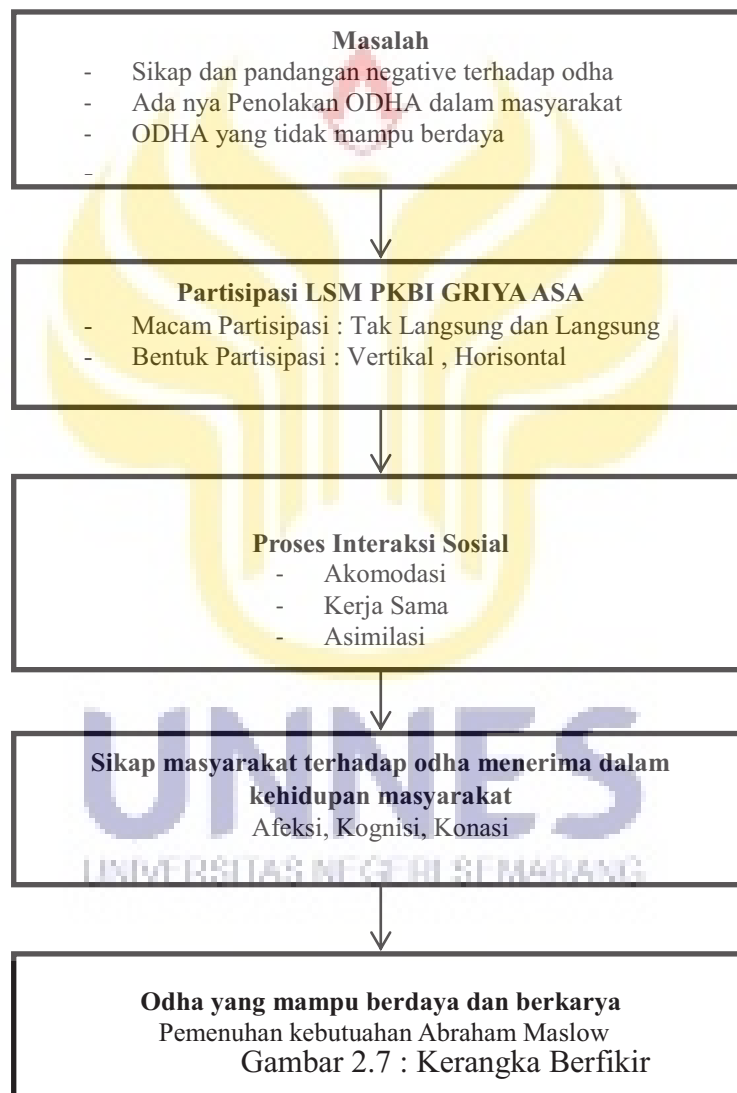 Masalah
- Sikap dan pandangan negative terhadap odha
- Ada nya Penolakan ODHA dalam masyarakat
- ODHA yang tidak mampu berdaya
-
Partisipasi LSM PKBI GRIYA ASA
- Macam Partisipasi : Tak Langsung dan Langsung
- Bentuk Partisipasi : Vertikal , Horisontal
Proses Interaksi Sosial
- Akomodasi
- Kerja Sama
- Asimilasi
UNNES
Sikap masyarakat terhadap odha menerima dalam
kehidupan masyarakat
Afeksi, Kognisi, Konasi
UNIVERSITAS NEGERI SEMARANG
Odha yang mampu berdaya dan berkarya
Pemenuhan kebutuahan Abraham Maslow
Gambar 2.7 : Kerangka Berfikir